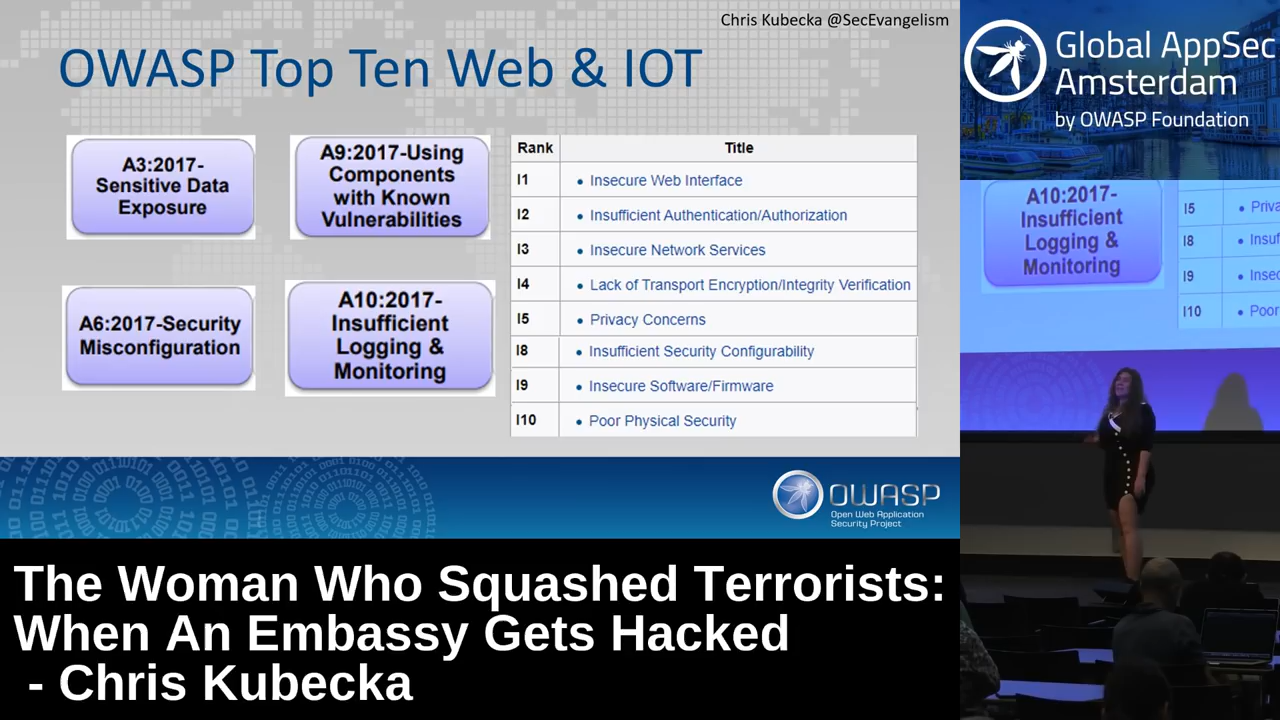 Chris Kubecka @SecEvangelism
OWASP Top Ten Web & IOT
A3:2017-
Sensitive Data
Exposure
A9:2017-Using
Components
with Known
Vulnerabilities
A6:2017-Security
Misconfiguration
A10:2017-
Insufficient
Logging &
Monitoring
Rank Title
I1 • Insecure Web Interface
I2 • Insufficient Authentication/Authorization
I3 • Insecure Network Services
I4 • Lack of Transport Encryption/Integrity Verification
I5 • Privacy Concerns
I8 • Insufficient Security Configurability
I9 • Insecure Software/Firmware
I10 • Poor Physical Security
OWASP
Open Web Application
Security Project
Global AppSec
Amsterdam
by OWASP Foundation
A10:2017-
Insufficient
Logging &
Monitoring
I5 • Priva
I8 • Insuf
I9 • Insec
I10 • Poor
The Woman Who Squashed Terrorists:
When An Embassy Gets Hacked
- Chris Kubecka